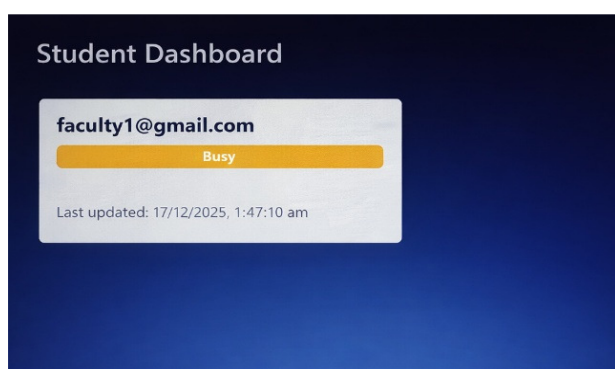 Student Dashboard
faculty1@gmail.com
Busy
Last updated: 17/12/2025, 1:47:10 am